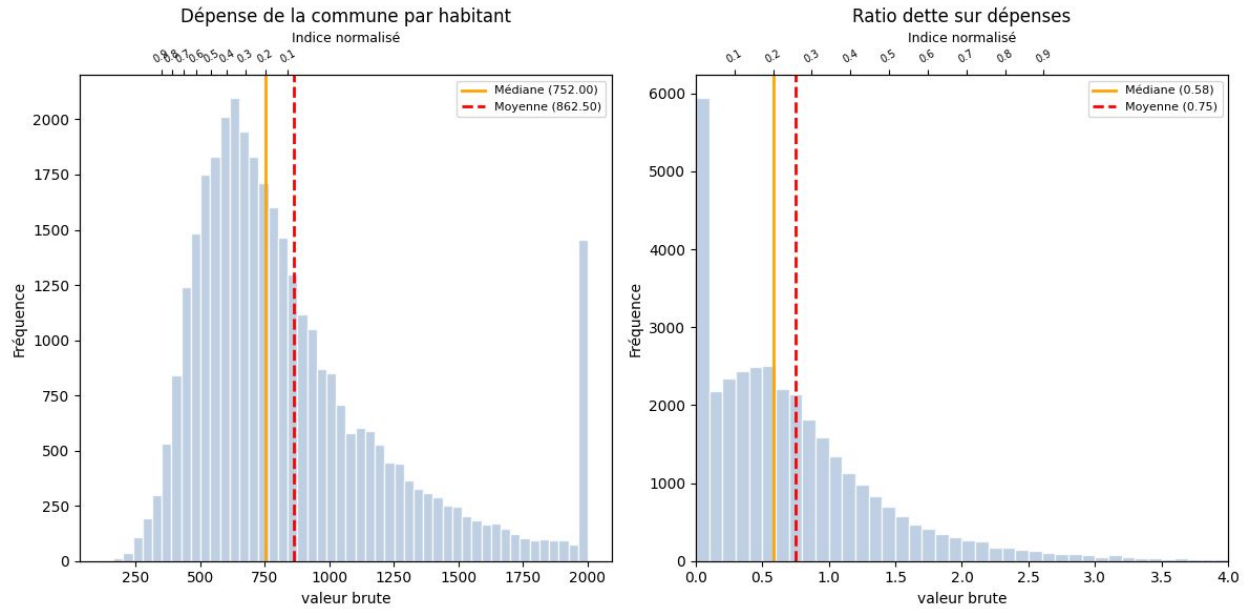 Dépense de la commune par habitant
Indice normalisé
0.9 0.8 0.7 0.6 0.5 0.4 0.3 0.2 0.1
Médiane (752.00)
Moyenne (862.50)
2000
1750
1500
1250
1000
750
500
250
0
Fréquence
250 500 750 1000 1250 1500 1750 2000
valeur brute
Ratio dette sur dépenses
Indice normalisé
0.1 0.2 0.3 0.4 0.5 0.6 0.7 0.8 0.9
Médiane (0.58)
Moyenne (0.75)
6000
5000
4000
3000
2000
1000
0
Fréquence
0.0 0.5 1.0 1.5 2.0 2.5 3.0 3.5 4.0
valeur brute